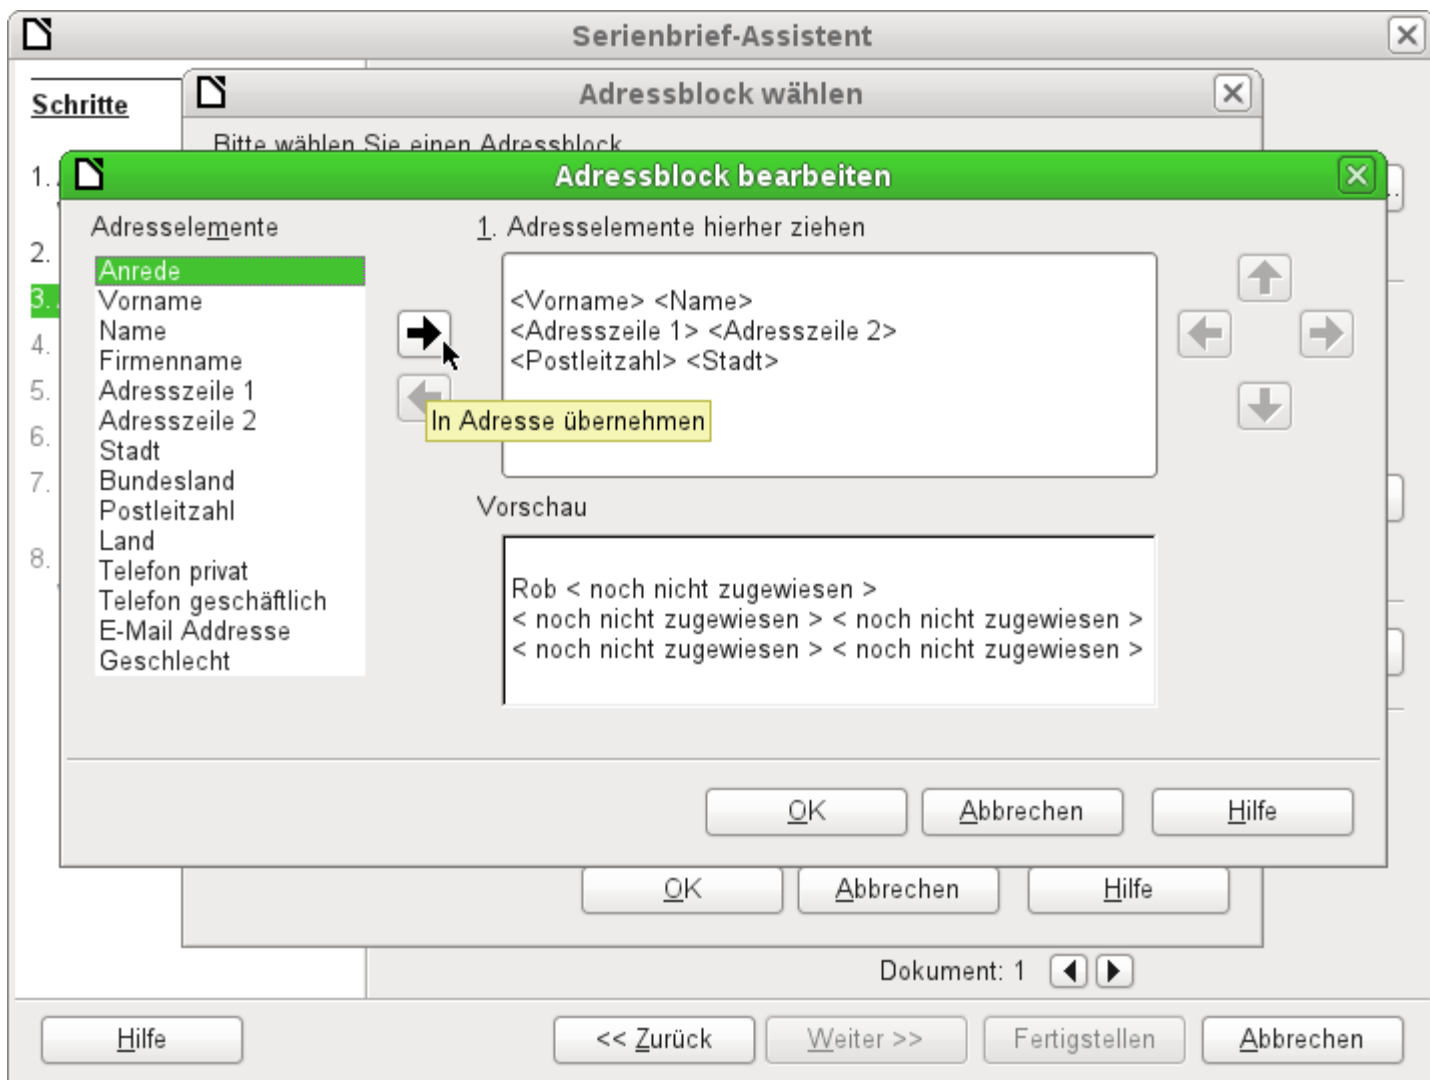 Serienbrief-Assistent
Schritte
Adressblock wählen
Bitte wählen Sie einen Adressblock
1.
Adressblock bearbeiten
2.
3.
4.
5.
6.
7.
8.
Adresselemente
Anrede
Vorname
Name
Firmenname
Adresszeile 1
Adresszeile 2
Stadt
Bundesland
Postleitzahl
Land
Telefon privat
Telefon geschäftlich
E-Mail Addresse
Geschlecht
1. Adresselemente hierher ziehen
<Vorname> <Name>
<Adresszeile 1> <Adresszeile 2>
<Postleitzahl> <Stadt>
In Adresse übernehmen
Vorschau
Rob < noch nicht zugewiesen >
< noch nicht zugewiesen > < noch nicht zugewiesen >
< noch nicht zugewiesen > < noch nicht zugewiesen >
OK
Abbrechen
Hilfe
OK
Abbrechen
Hilfe
Dokument: 1
Hilfe
<< Zurück
Weiter >>
Fertigstellen
Abbrechen